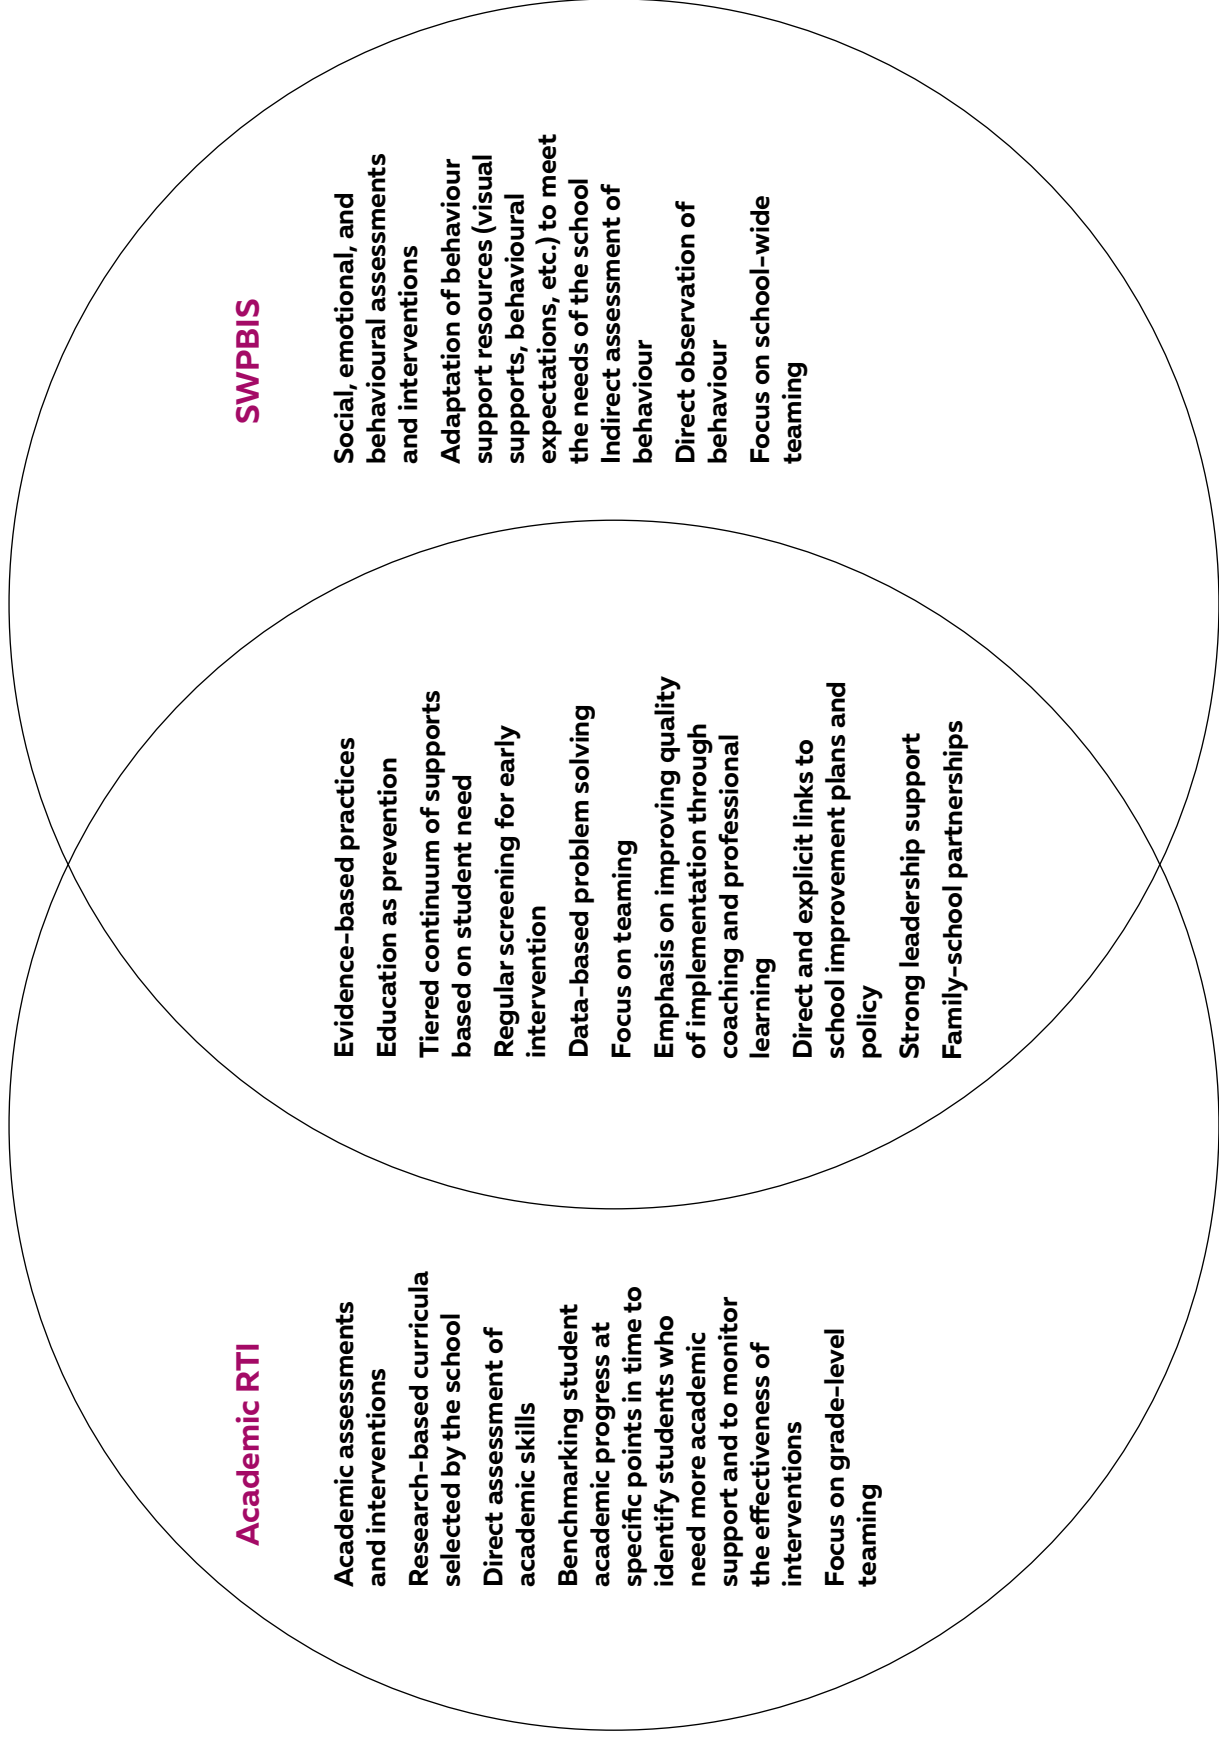 Academic RTI
Academic assessments
and interventions
Research-based curricula
selected by the school
Direct assessment of
academic skills
Benchmarking student
academic progress at
specific points in time to
identify students who
need more academic
support and to monitor
the effectiveness of
interventions
Focus on grade-level
teaming
Evidence-based practices
Education as prevention
Tiered continuum of supports
based on student need
Regular screening for early
intervention
Data-based problem solving
Focus on teaming
Emphasis on improving quality
of implementation through
coaching and professional
learning
Direct and explicit links to
school improvement plans and
policy
Strong leadership support
Family-school partnerships
SWPBIS
Social, emotional, and
behavioural assessments
and interventions
Adaptation of behaviour
support resources (visual
supports, behavioural
expectations, etc.) to meet
the needs of the school
Indirect assessment of
behaviour
Direct observation of
behaviour
Focus on school-wide
teaming